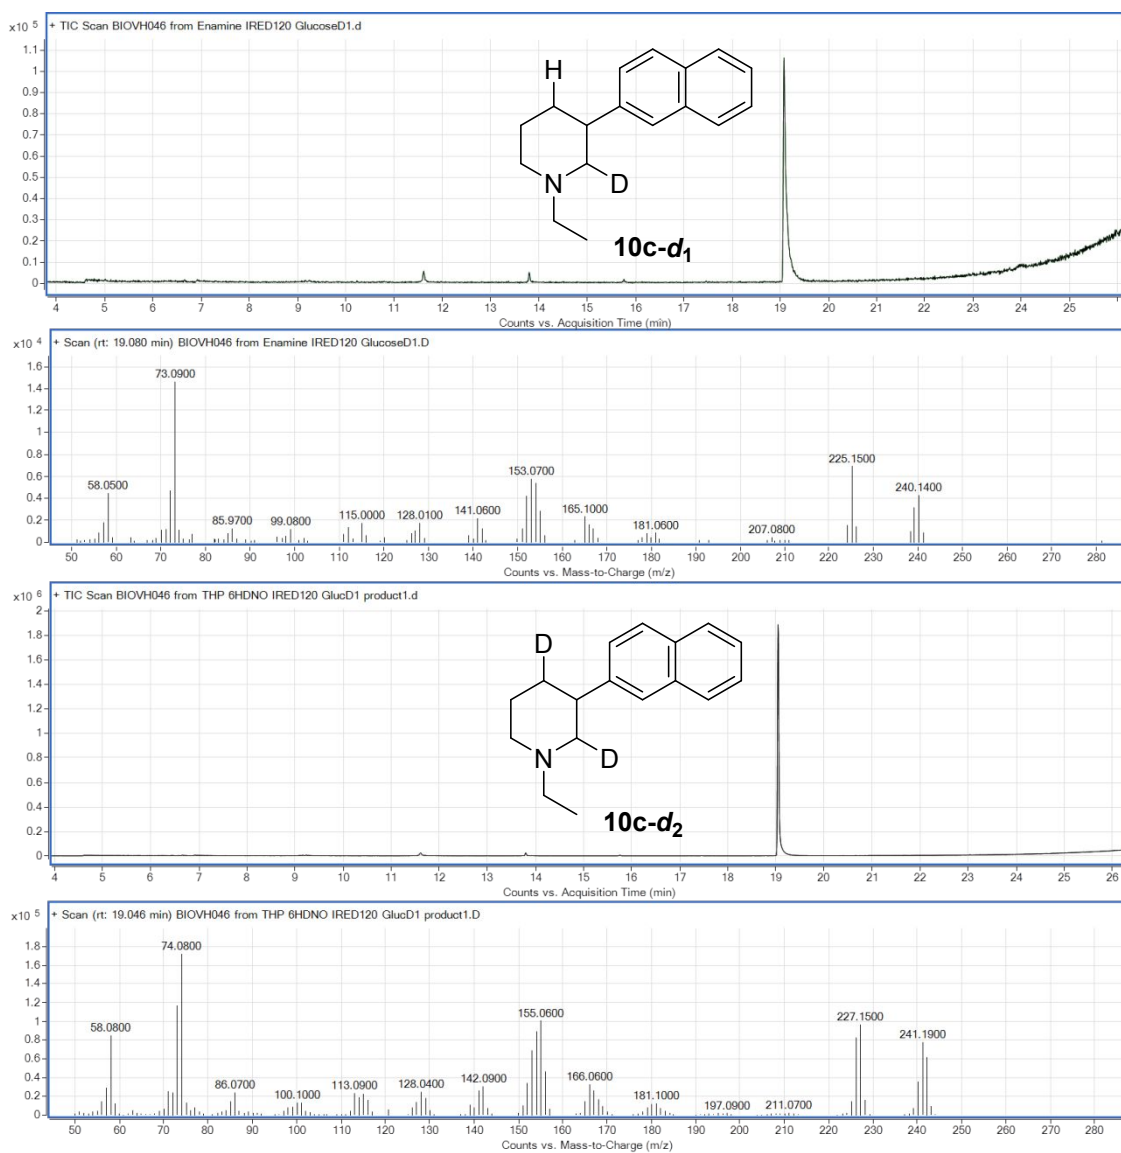 + TIC Scan BIOVH046 from Enamine IRED120 GlucoseD1.d
x10 5
1.1
1
0.9
0.8
0.7
0.6
0.5
0.4
0.3
0.2
0.1
0
H
N
D
10c-d1
4 5 6 7 8 9 10 11 12 13 14 15 16 17 18 19 20 21 22 23 24 25
Counts vs. Acquisition Time (min)
+ Scan (rt: 19.080 min) BIOVH046 from Enamine IRED120 GlucoseD1.D
x10 4
1.6
1.4
1.2
1
0.8
0.6
0.4
0.2
0
58.0500
73.0900
85.9700
99.0800
115.0000
128.0100
141.0600
153.0700
165.1000
181.0600
207.0800
225.1500
240.1400
50 60 70 80 90 100 110 120 130 140 150 160 170 180 190 200 210 220 230 240 250 260 270 280
Counts vs. Mass-to-Charge (m/z)
+ TIC Scan BIOVH046 from THP 6HDNO IRED120 GlucD1 product1.d
x10 6
2
1.8
1.6
1.4
1.2
1
0.8
0.6
0.4
0.2
0
D
N
D
10c-d2
4 5 6 7 8 9 10 11 12 13 14 15 16 17 18 19 20 21 22 23 24 25 26
Counts vs. Acquisition Time (min)
+ Scan (rt: 19.046 min) BIOVH046 from THP 6HDNO IRED120 GlucD1 product1.D
x10 5
1.8
1.6
1.4
1.2
1
0.8
0.6
0.4
0.2
0
58.0800
74.0800
86.0700
100.1000
113.0900
128.0400
142.0900
155.0600
166.0600
181.1000
197.0900
211.0700
227.1500
241.1900
50 60 70 80 90 100 110 120 130 140 150 160 170 180 190 200 210 220 230 240 250 260 270 280
Counts vs. Mass-to-Charge (m/z)